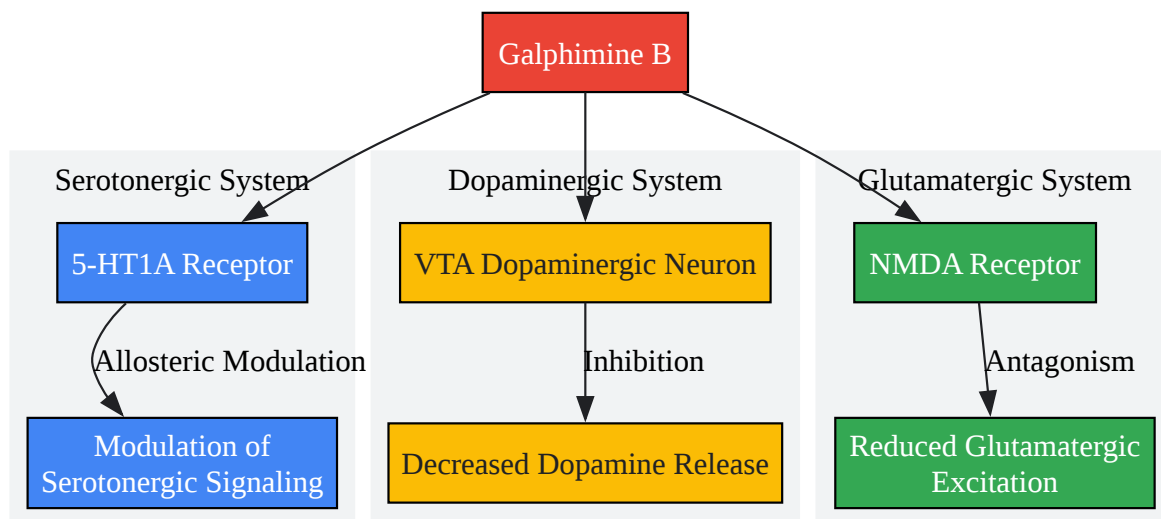 Galphimine B
Serotonergic System
Dopaminergic System
Glutamatergic System
5-HT1A Receptor
VTA Dopaminergic Neuron
NMDA Receptor
Allosteric Modulation
Inhibition
Antagonism
Modulation of
Serotonergic Signaling
Decreased Dopamine Release
Reduced Glutamatergic
Excitation